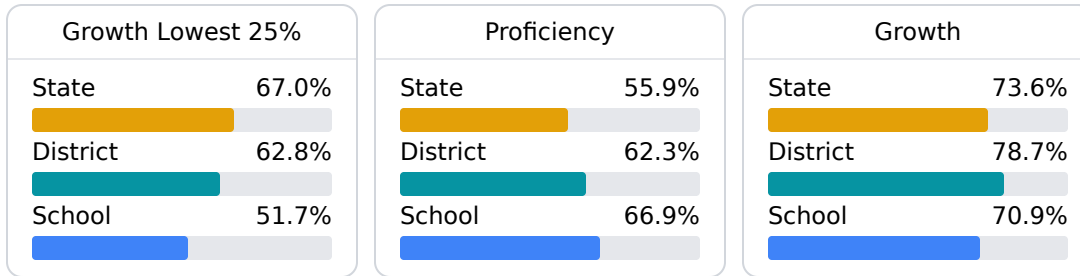 Growth Lowest 25%
State 67.0%
District 62.8%
School 51.7%
Proficiency
State 55.9%
District 62.3%
School 66.9%
Growth
State 73.6%
District 78.7%
School 70.9%